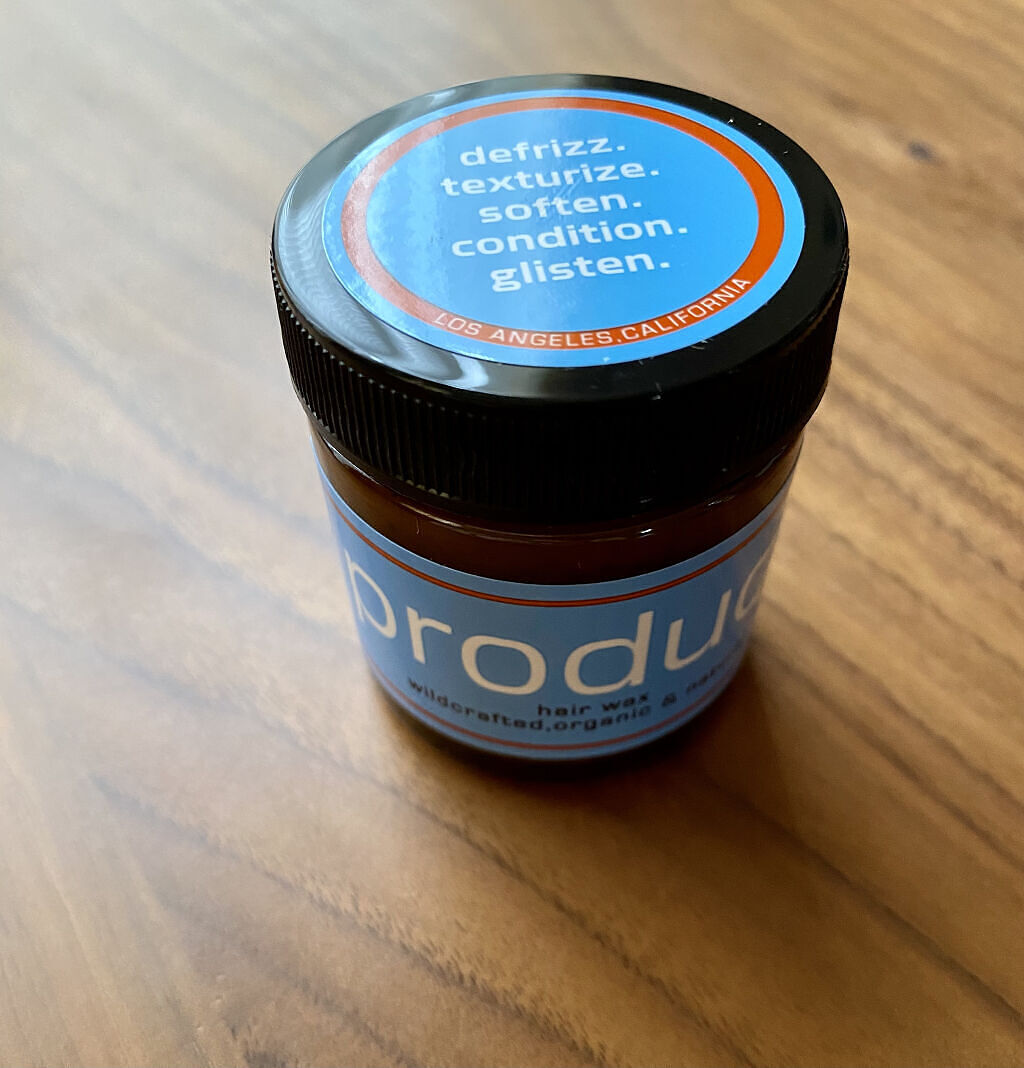 defrizz.
texturize.
soften.
condition.
glisten.
LOS ANGELES.CALIFORNIA
produc
hair wax
wildcrafted,organic &